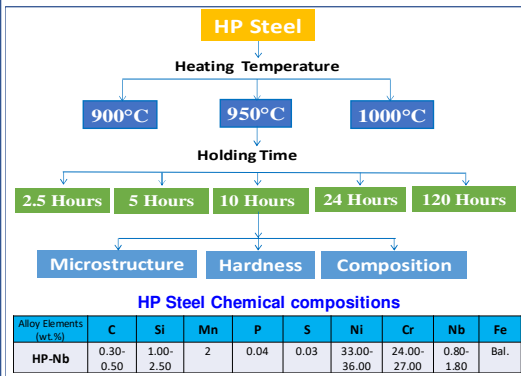 HP Steel
Heating Temperature
900°C 950°C 1000°C
Holding Time
2.5 Hours 5 Hours 10 Hours 24 Hours 120 Hours
Microstructure Hardness Composition
HP Steel Chemical compositions
Alloy Elements (wt.%) C Si Mn P S Ni Cr Nb Fe
HP-Nb 0.30-0.50 1.00-2.50 2 0.04 0.03 33.00-36.00 24.00-27.00 0.80-1.80 Bal.